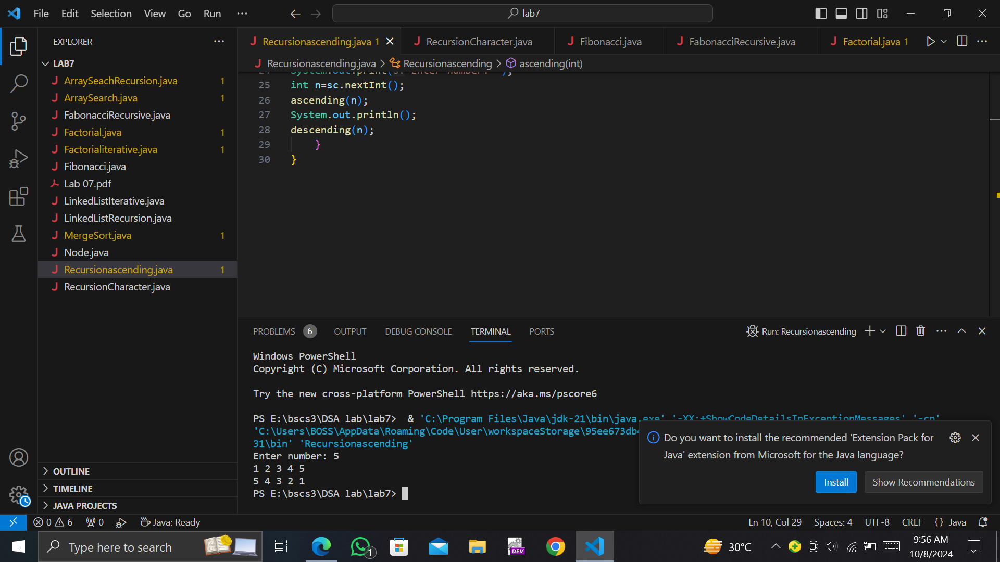 File Edit Selection View Go Run ··· lab7
EXPLORER ···
LAB7
ArraySeachRecursion.java 1
ArraySearch.java 1
FabonacciRecursive.java
Factorial.java 1
Factorialiterative.java 1
Fibonacci.java
Lab 07.pdf
LinkedListIterative.java
LinkedListRecursion.java
MergeSort.java 1
Node.java
Recursionascending.java 1
RecursionCharacter.java
OUTLINE
TIMELINE
JAVA PROJECTS
Recursionascending.java 1 RecursionCharacter.java Fibonacci.java FabonacciRecursive.java Factorial.java 1
Recursionascending.java > Recursionascending > ascending(int)
24 System.out.print(s: "Enter number: ");
25 int n=sc.nextInt();
26 ascending(n);
27 System.out.println();
28 descending(n);
29 }
30 }
PROBLEMS 6 OUTPUT DEBUG CONSOLE TERMINAL PORTS Run: Recursionascending
Windows PowerShell
Copyright (C) Microsoft Corporation. All rights reserved.
Try the new cross-platform PowerShell https://aka.ms/pscore6
PS E:\bscs3\DSA lab\lab7>  & 'C:\Program Files\Java\jdk-21\bin\java.exe' '-XX:+ShowCodeDetailsInExceptionMessages' '-cp'
'C:\Users\BOSS\AppData\Roaming\Code\User\workspaceStorage\95ee673db4
31\bin' 'Recursionascending'
Enter number: 5
1 2 3 4 5
5 4 3 2 1
PS E:\bscs3\DSA lab\lab7>
Do you want to install the recommended 'Extension Pack for
Java' extension from Microsoft for the Java language?
Install Show Recommendations
0 6 0 Java: Ready Ln 10, Col 29 Spaces: 4 UTF-8 CRLF {} Java
Type here to search 1 DEV 30°C 9:56 AM
10/8/2024